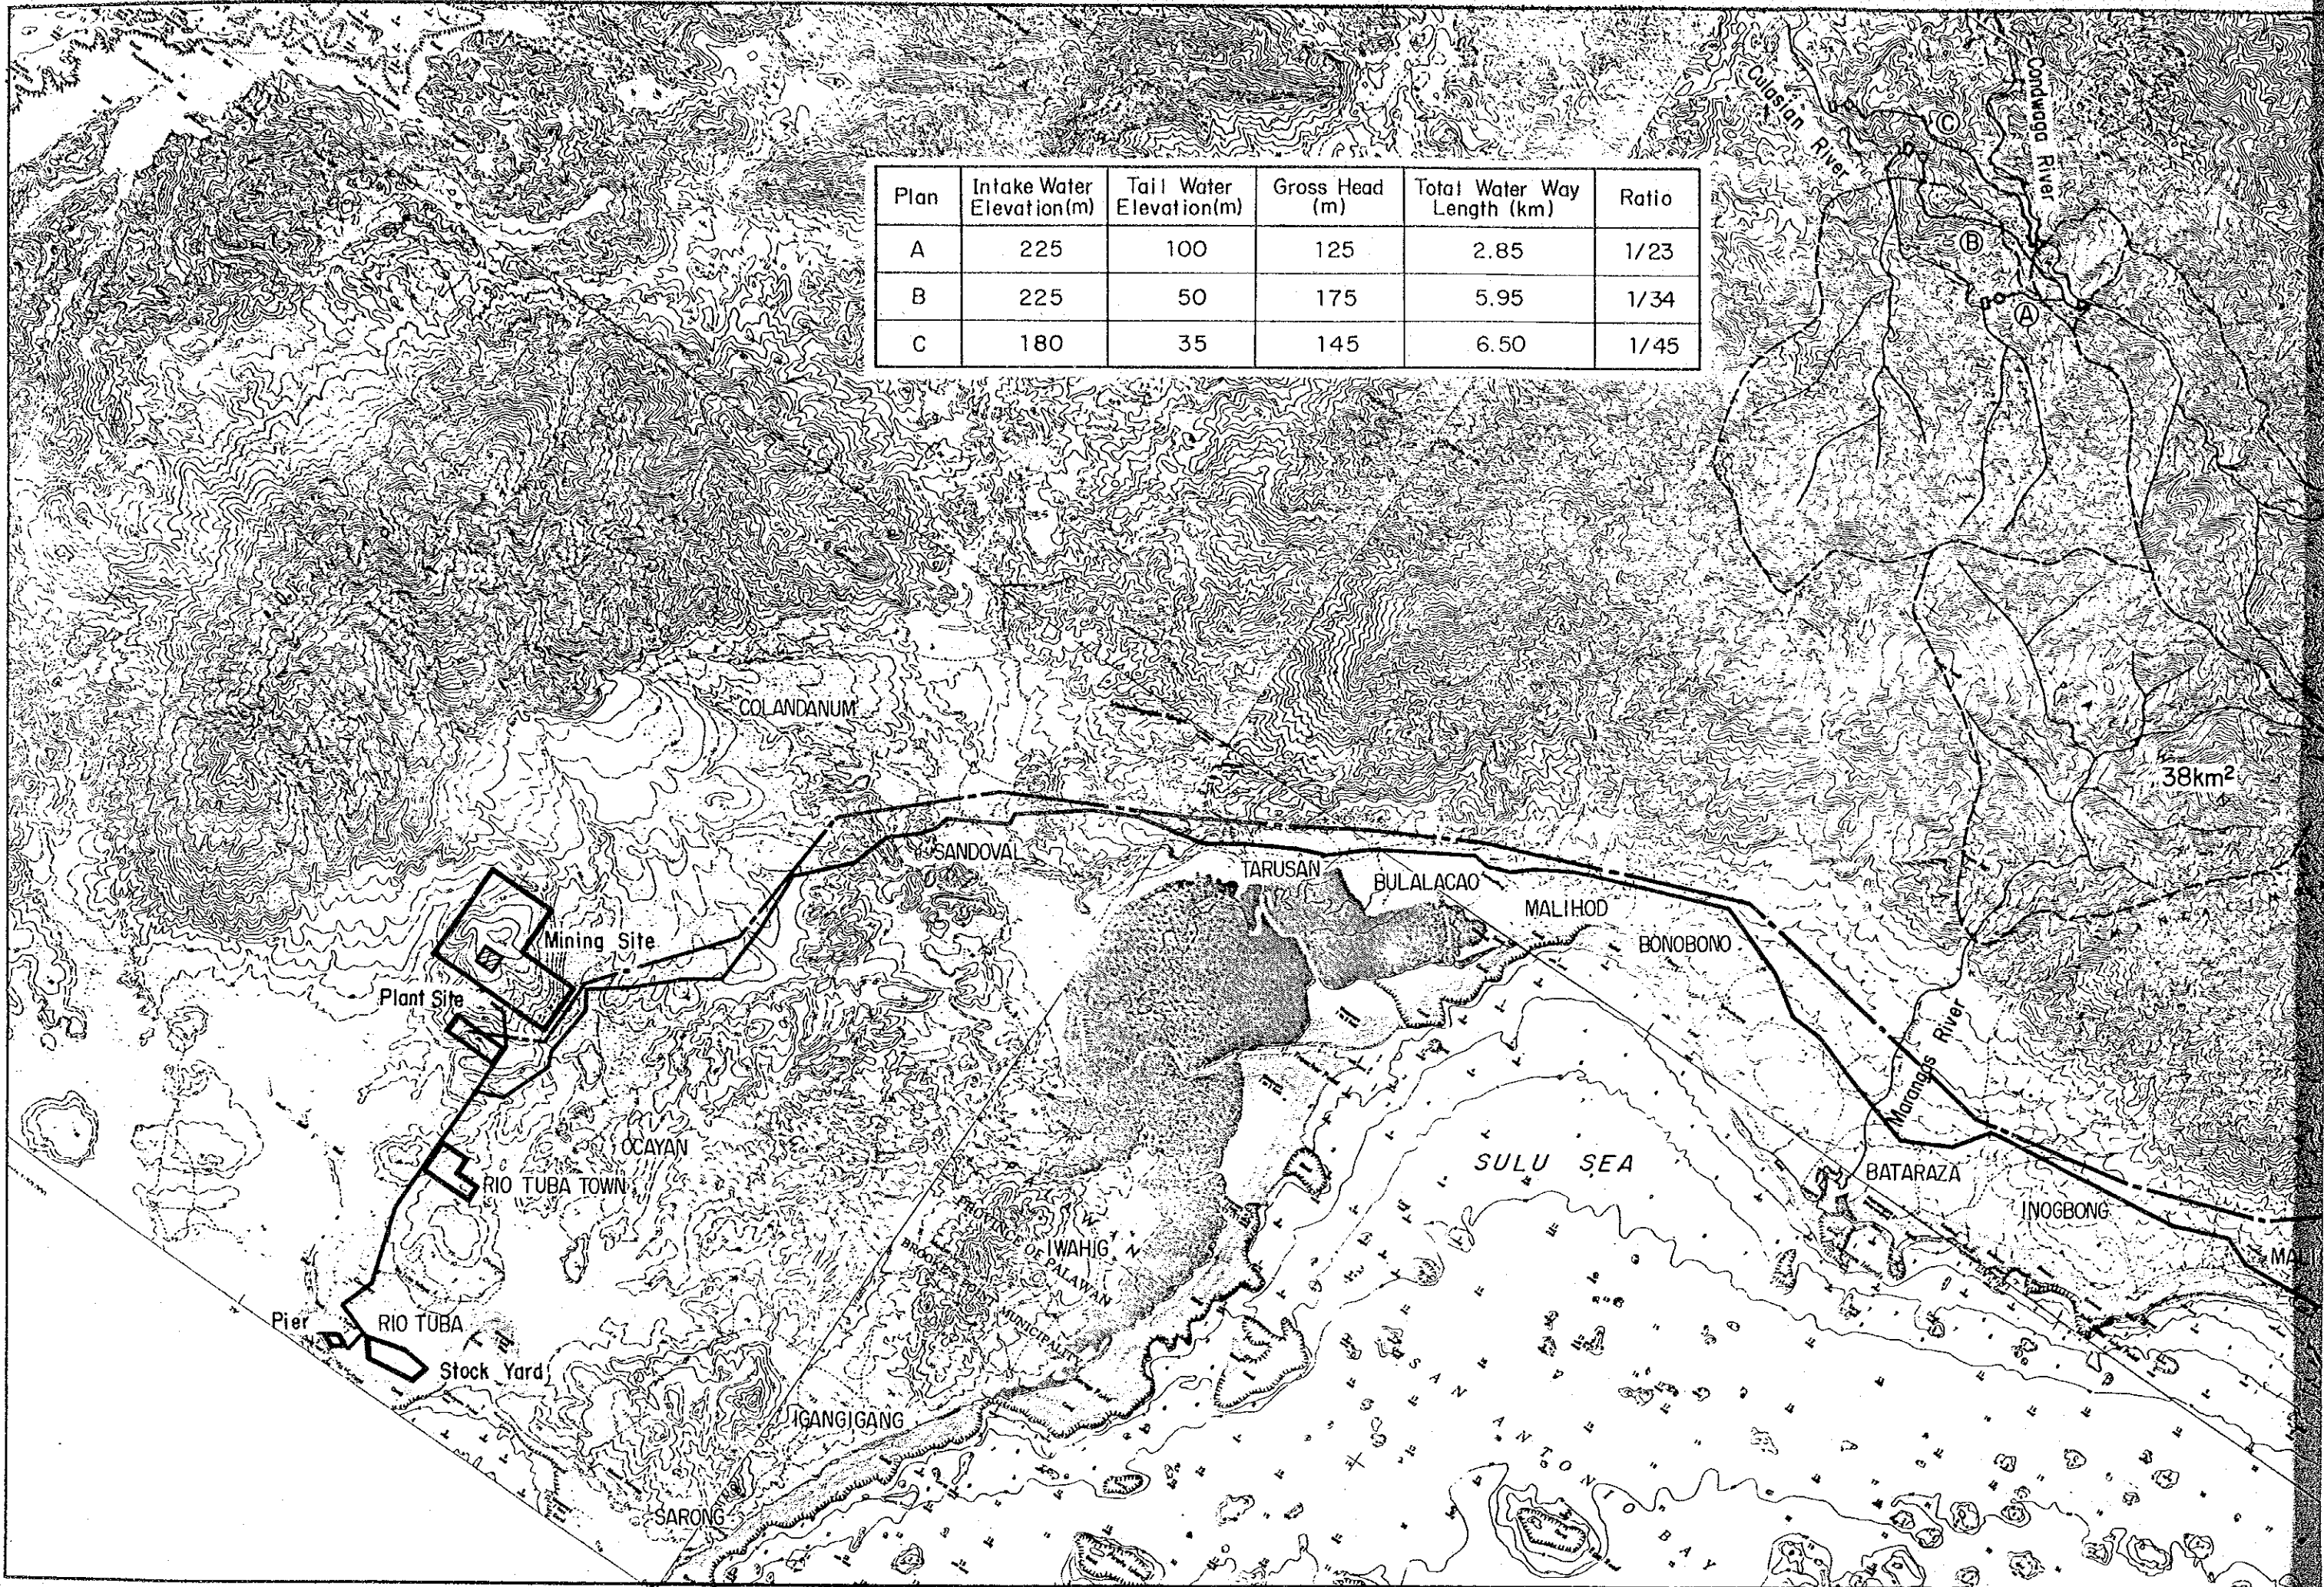 Culasian River
Condwaga River
C
B
A
Plan	Intake Water Elevation(m)	Tail Water Elevation(m)	Gross Head (m)	Total Water Way Length (km)	Ratio
A	225	100	125	2.85	1/23
B	225	50	175	5.95	1/34
C	180	35	145	6.50	1/45
COLANDANUM
38km²
SANDOVAL
TARUSAN
BULALACAO
MALIHOD
BONOBONO
Mining Site
Plant Site
Marangas River
OCAYAN
RIO TUBA TOWN
SULU SEA
BATARAZA
INOGBONG
IWAHIG
PROVINCE OF PALAWAN
BROOKE'S POINT MUNICIPALITY
MALI
Pier
RIO TUBA
Stock Yard
IGANGIGANG
SARONG
SAN ANTONIO BAY